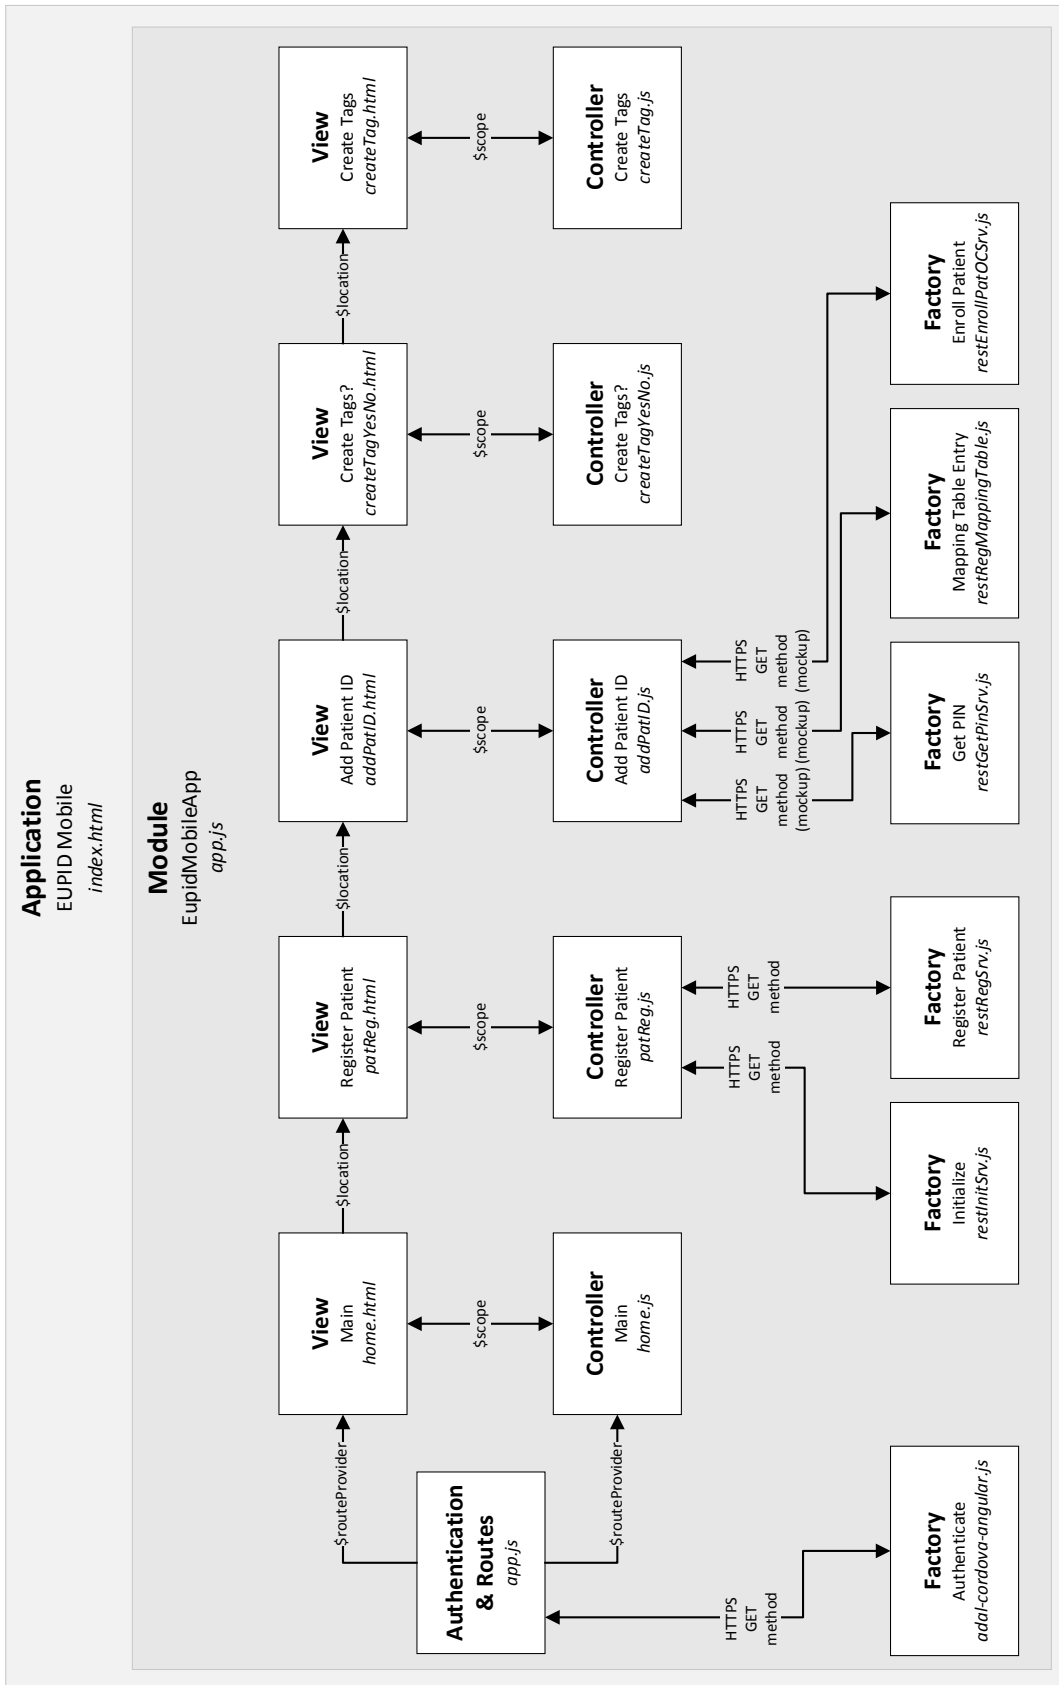 Application
EUPID Mobile
index.html
Module
EupidMobileApp
app.js
Authentication
& Routes
app.js
$routeProvider
$routeProvider
View
Main
home.html
$location
View
Register Patient
patReg.html
$location
View
Add Patient ID
addPatID.html
$location
View
Create Tags?
createTagYesNo.html
$location
View
Create Tags
createTag.html
$scope
$scope
$scope
$scope
$scope
Controller
Main
home.js
Controller
Register Patient
patReg.js
Controller
Add Patient ID
addPatID.js
Controller
Create Tags?
createTagYesNo.js
Controller
Create Tags
createTag.js
HTTPS
GET
method
HTTPS
GET
method
HTTPS
GET
method
HTTPS
GET
method
(mockup)
HTTPS
GET
method
(mockup)
HTTPS
GET
method
(mockup)
Factory
Authenticate
adal-cordova-angular.js
Factory
Initialize
restInitSrv.js
Factory
Register Patient
restRegSrv.js
Factory
Get PIN
restGetPinSrv.js
Factory
Mapping Table Entry
restRegMappingTable.js
Factory
Enroll Patient
restEnrollPatOCSrv.js